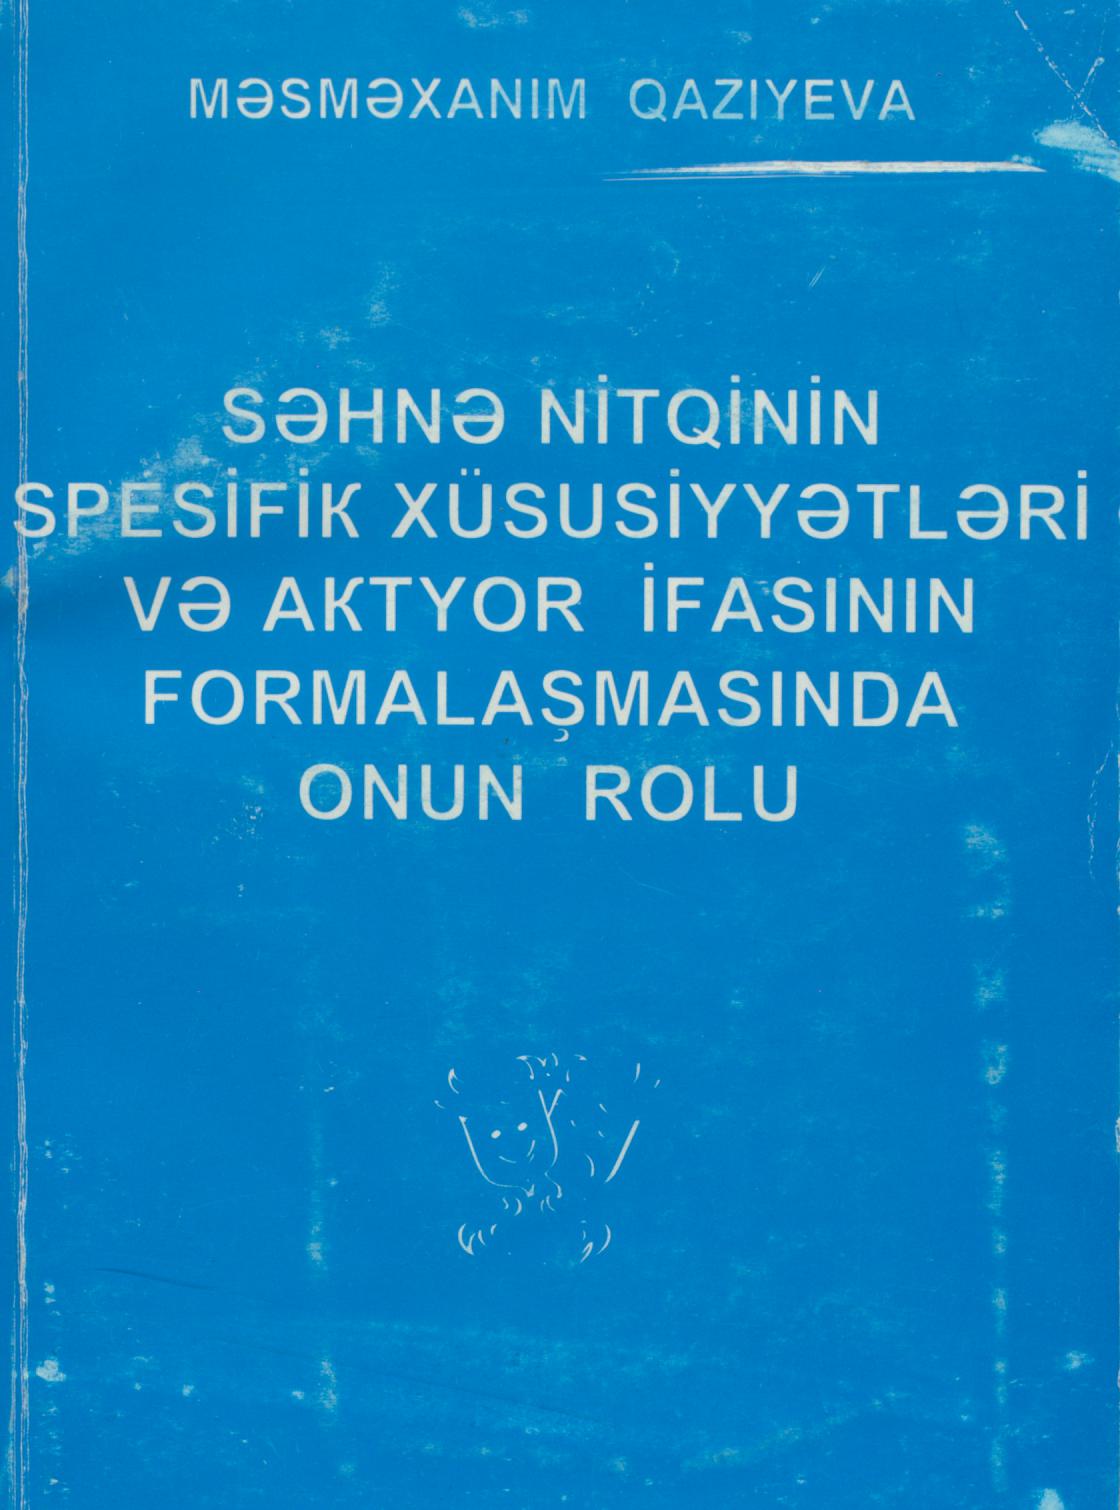 MƏSMƏXANIM QAZIYEVA
SƏHNƏ NİTQİNİN
SPESİFİK XÜSUSİYYƏTLƏRİ
VƏ AKTYOR İFASININ
FORMALAŞMASINDA
ONUN ROLU